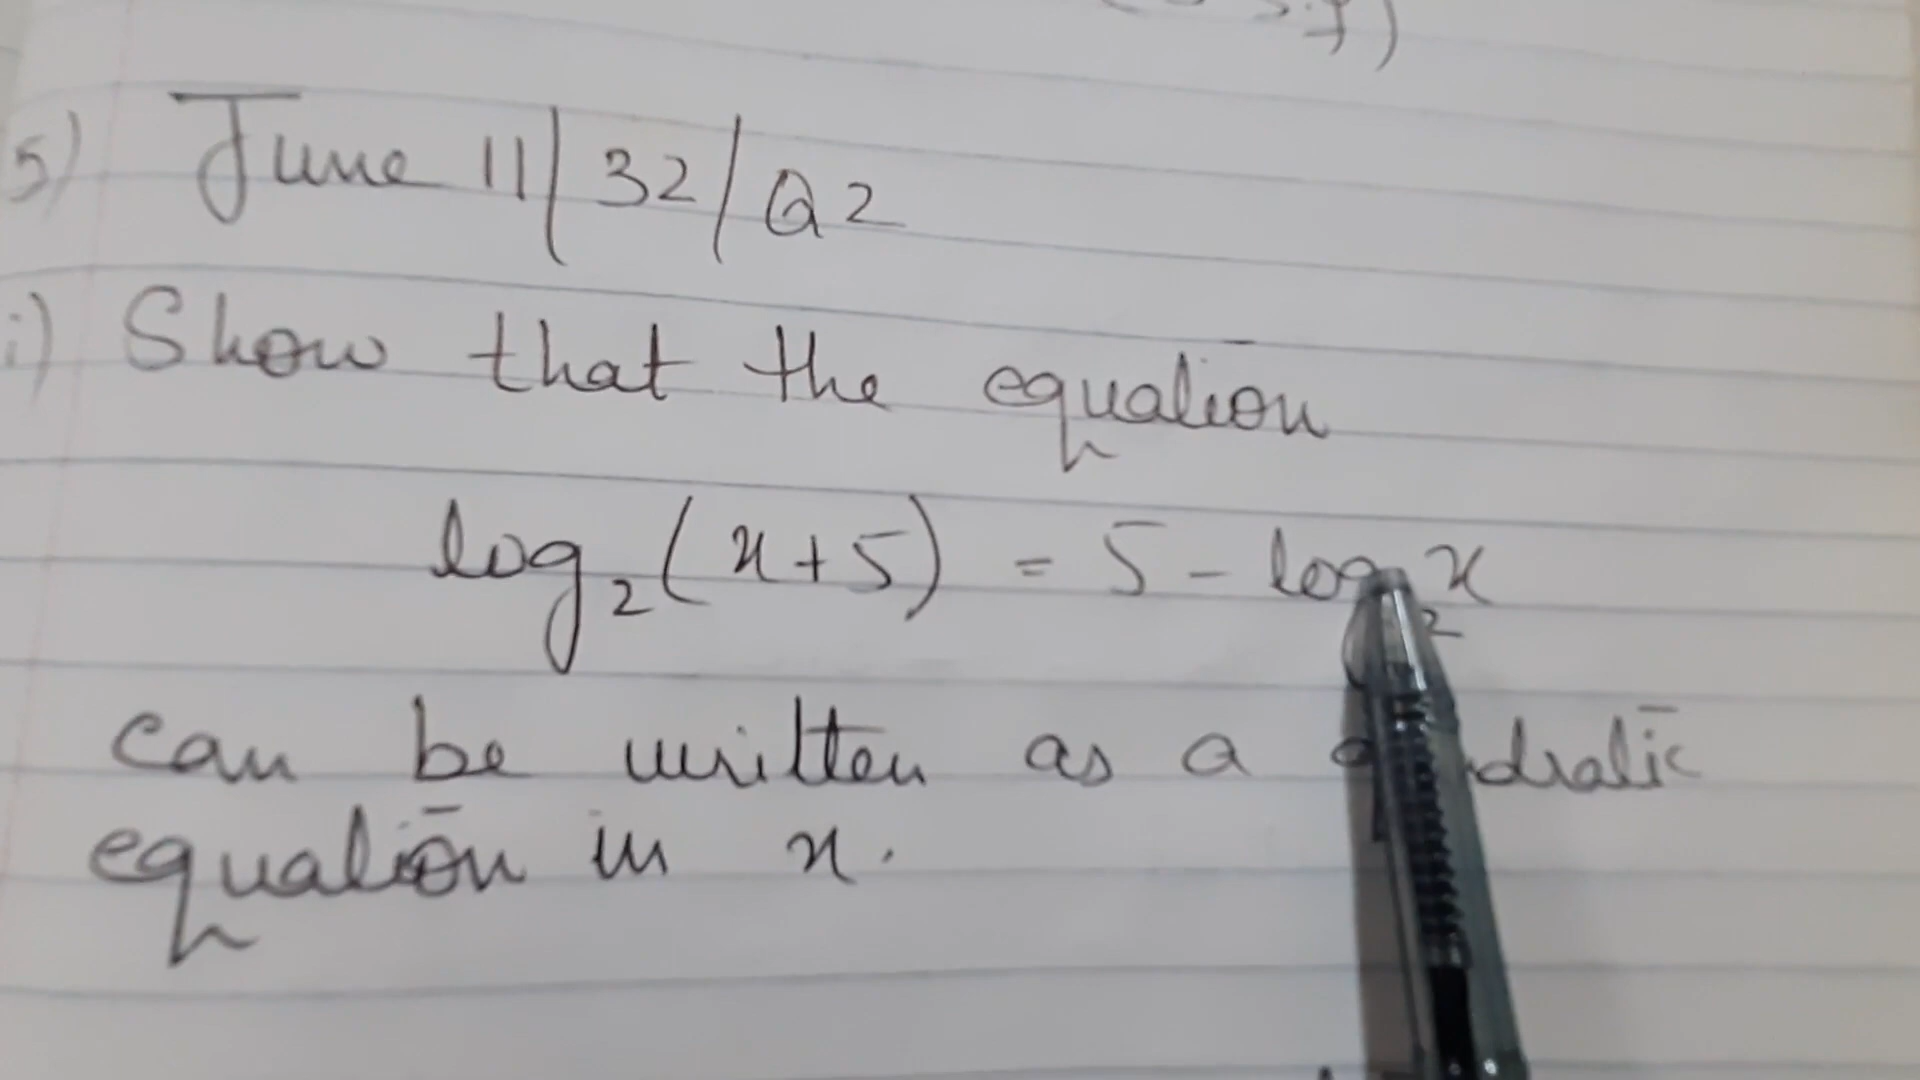 5) June 11/32/Q2
i) Show that the equation
log₂(x+5) = 5 - log₂x
can be written as a
equation in x.